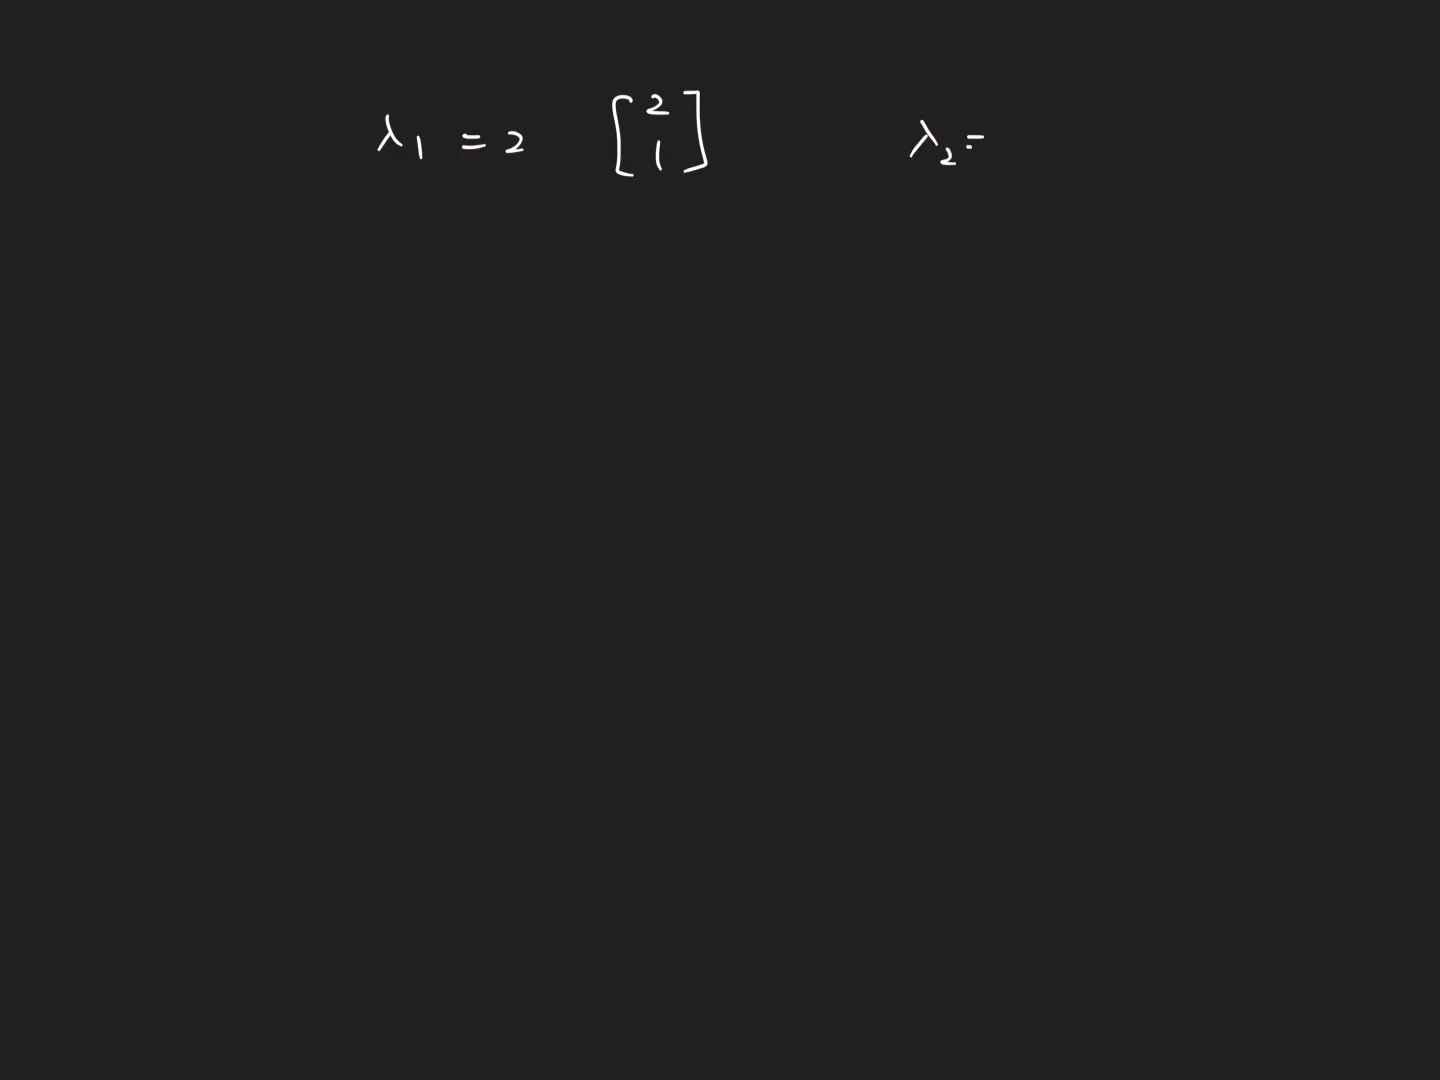 λ₁ = 2 [2 1] λ₂ =